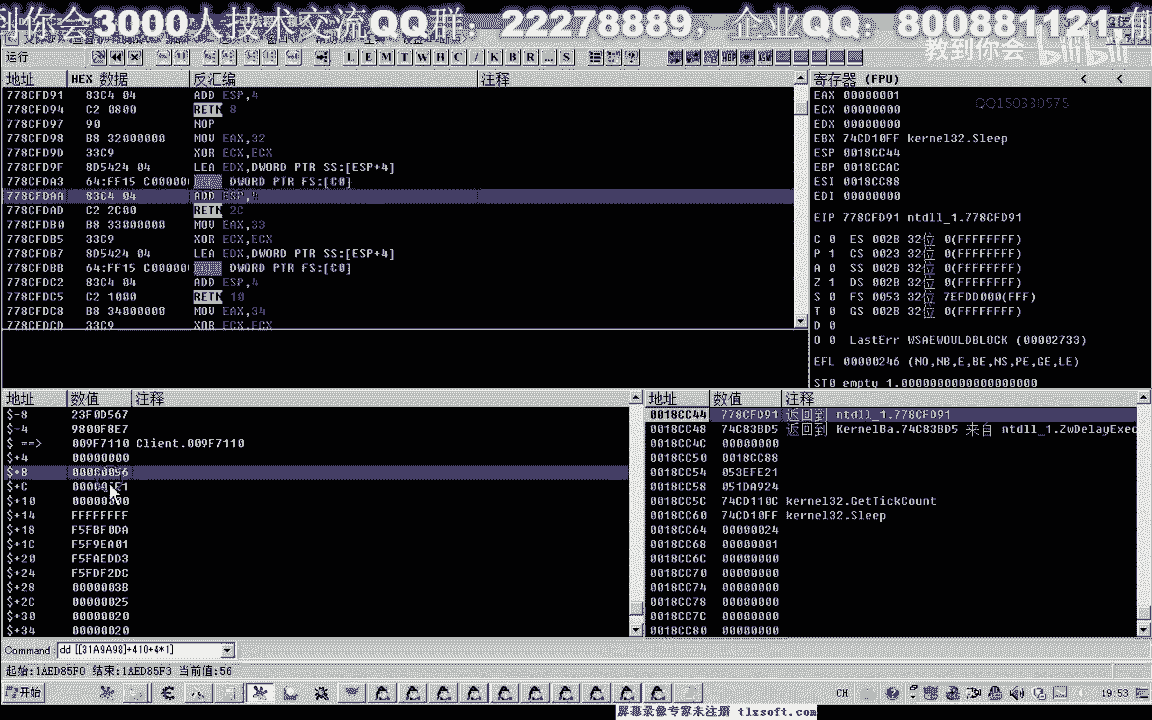 到你会3000人技术交流QQ群：22278889，企业QQ：800881121,
教到你会 bilibili
运行 L E M T W H C / K B R ... S ?
地址 HEX 数据 反汇编 注释
778CFD91 83C4 04 ADD ESP,4
778CFD94 C2 0800 RETN 8
778CFD97 90 NOP
778CFD98 B8 32000000 MOV EAX,32
778CFD9D 33C9 XOR ECX,ECX
778CFD9F 8D5424 04 LEA EDX,DWORD PTR SS:[ESP+4]
778CFDA3 64:FF15 C00000 DWORD PTR FS:[C0]
778CFDAA 83C4 04 ADD ESP,4
778CFDAD C2 2C00 RETN 2C
778CFDB0 B8 33000000 MOV EAX,33
778CFDB5 33C9 XOR ECX,ECX
778CFDB7 8D5424 04 LEA EDX,DWORD PTR SS:[ESP+4]
778CFDBB 64:FF15 C00000 DWORD PTR FS:[C0]
778CFDC2 83C4 04 ADD ESP,4
778CFDC5 C2 1000 RETN 10
778CFDC8 B8 34000000 MOV EAX,34
778CFDCD 33C9 XOR ECX,ECX
寄存器 (FPU) < <
QQ150330575
EAX 00000001
ECX 00000000
EDX 00000000
EBX 74CD10FF kernel32.Sleep
ESP 0018CC44
EBP 0018CCAC
ESI 0018CC88
EDI 00000000
EIP 778CFD91 ntdll_1.778CFD91
C 0 ES 002B 32位 0(FFFFFFFF)
P 1 CS 0023 32位 0(FFFFFFFF)
A 0 SS 002B 32位 0(FFFFFFFF)
Z 1 DS 002B 32位 0(FFFFFFFF)
S 0 FS 0053 32位 7EFDD000(FFF)
T 0 GS 002B 32位 0(FFFFFFFF)
D 0
O 0 LastErr WSAEWOULDBLOCK (00002733)
EFL 00000246 (NO,NB,E,BE,NS,PE,GE,LE)
ST0 empty 1.0000000000000000000
地址 数值 注释
$-8 23F0D567
$-4 9800F8E7
$ ==> 009F7110 Client.009F7110
$+4 00000000
$+8 00000056
$+C
$+10 00000000
$+14 FFFFFFFF
$+18 F5FBF0DA
$+1C F5F9EA01
$+20 F5FAEDD3
$+24 F5FDF2DC
$+28 0000003B
$+2C 00000025
$+30 00000020
$+34 00000020
地址 数值 注释
0018CC44 778CFD91 返回到 ntdll_1.778CFD91
0018CC48 74C83BD5 返回到 KernelBa.74C83BD5 来自 ntdll_1.ZwDelayExec
0018CC4C 00000000
0018CC50 0018CC88
0018CC54 053EFE21
0018CC58 051DA924
0018CC5C 74CD110C kernel32.GetTickCount
0018CC60 74CD10FF kernel32.Sleep
0018CC64 00000024
0018CC68 00000001
0018CC6C 00000000
0018CC70 00000000
0018CC74 00000000
0018CC78 00000000
0018CC7C 00000000
0018CC80 00000000
Command: dd [[31A9A98]+410+4*1]
起始:1AED85F0 结束:1AED85F3 当前值:56
开始 CH 19:53
屏幕录像专家未注册 tlxsoft.com